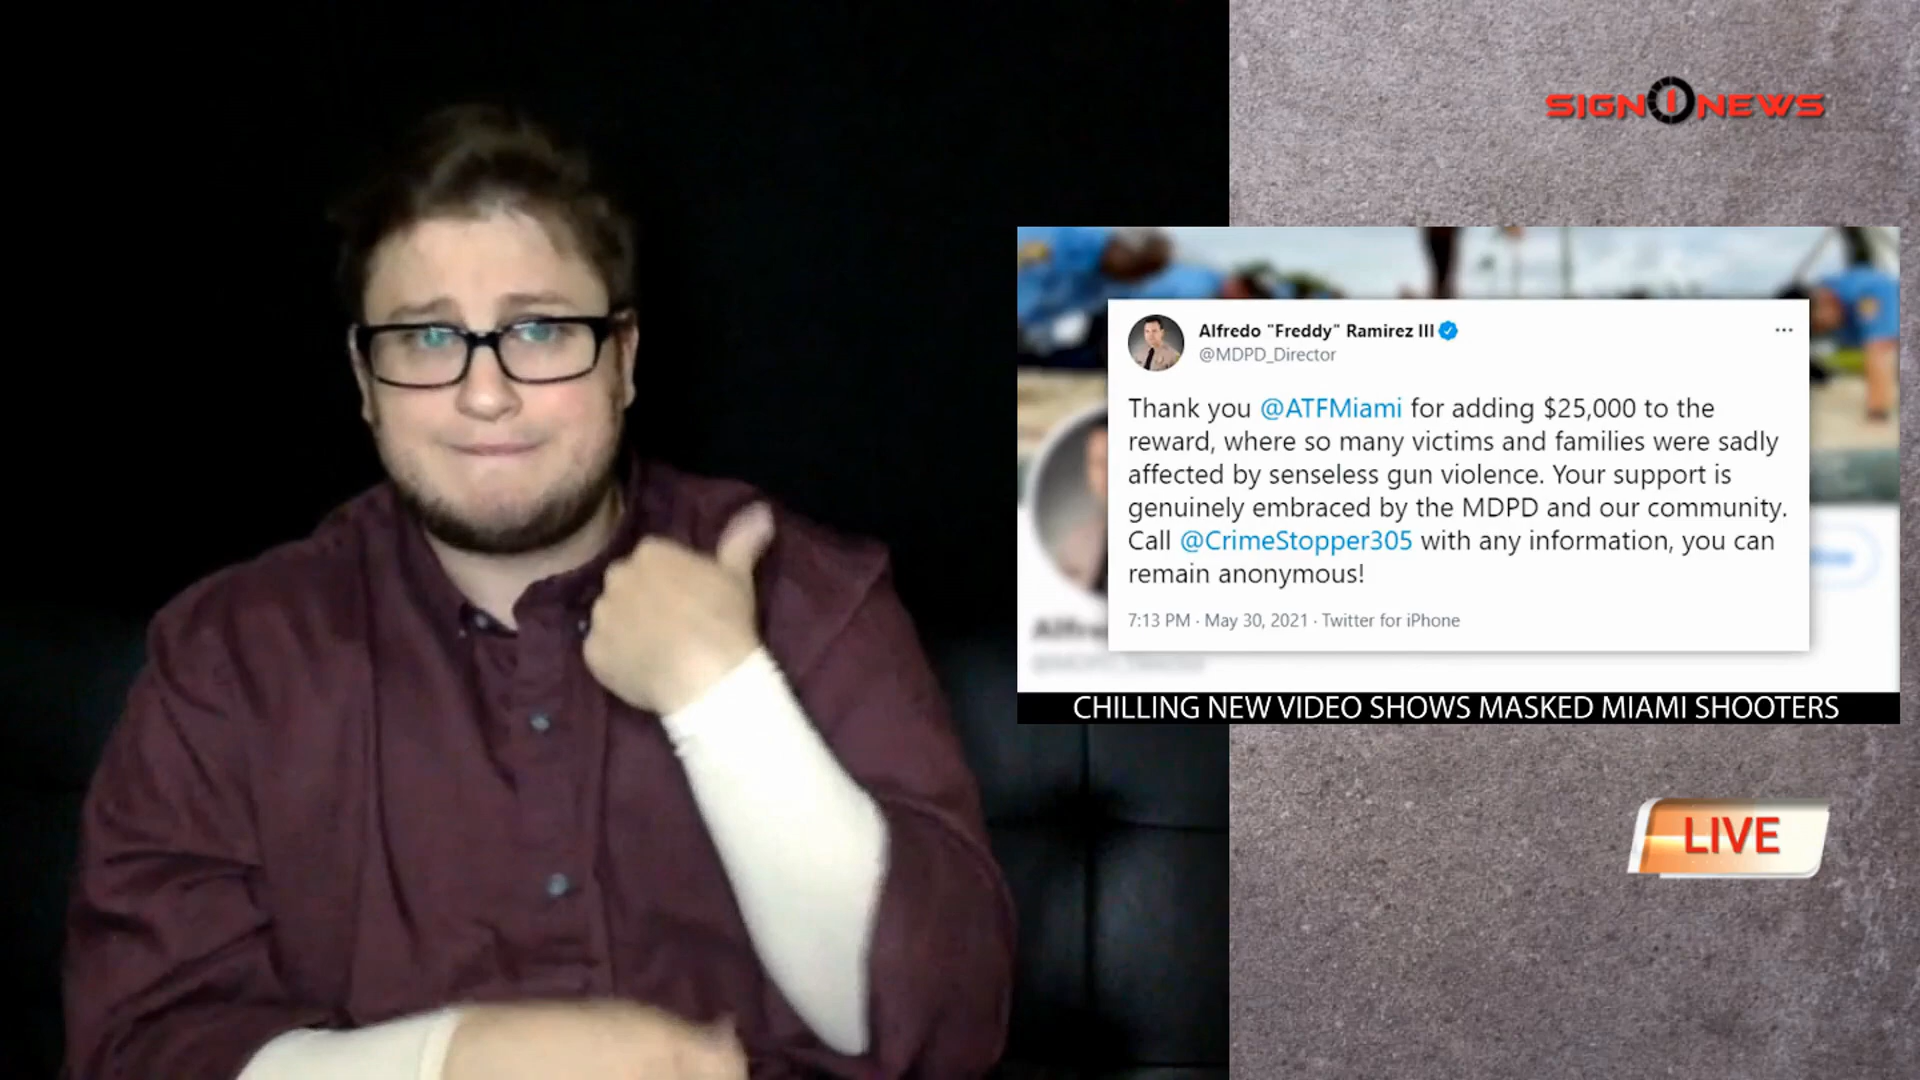 SIGN1NEWS
Alfredo "Freddy" Ramirez III
@MDPD_Director
Thank you @ATFMiami for adding $25,000 to the
reward, where so many victims and families were sadly
affected by senseless gun violence. Your support is
genuinely embraced by the MDPD and our community.
Call @CrimeStopper305 with any information, you can
remain anonymous!
7:13 PM · May 30, 2021 · Twitter for iPhone
CHILLING NEW VIDEO SHOWS MASKED MIAMI SHOOTERS
LIVE